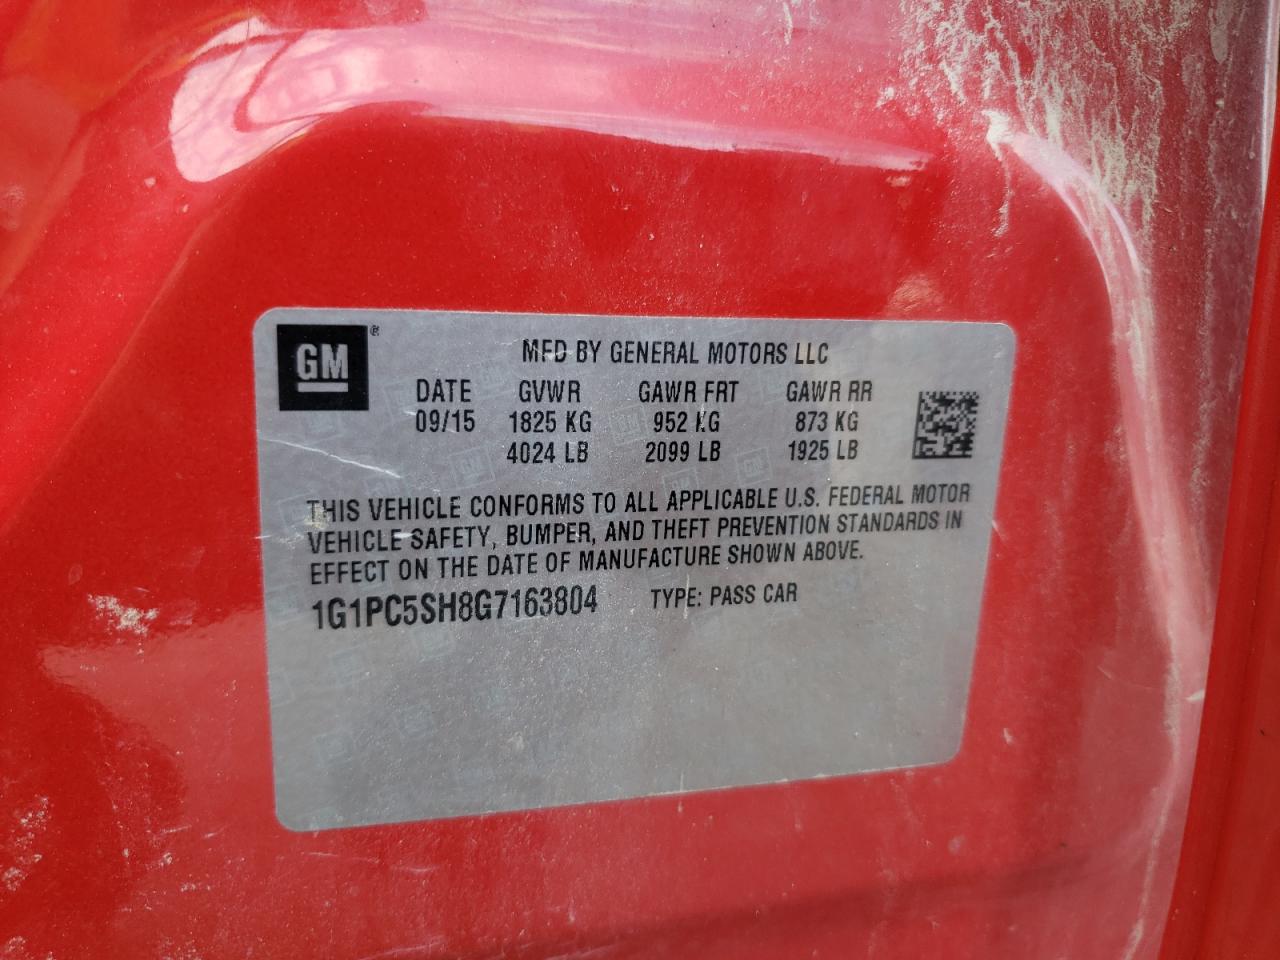 GM ®
MFD BY GENERAL MOTORS LLC
DATE GVWR GAWR FRT GAWR RR
09/15 1825 KG 952 KG 873 KG
4024 LB 2099 LB 1925 LB
THIS VEHICLE CONFORMS TO ALL APPLICABLE U.S. FEDERAL MOTOR
VEHICLE SAFETY, BUMPER, AND THEFT PREVENTION STANDARDS IN
EFFECT ON THE DATE OF MANUFACTURE SHOWN ABOVE.
1G1PC5SH8G7163804 TYPE: PASS CAR